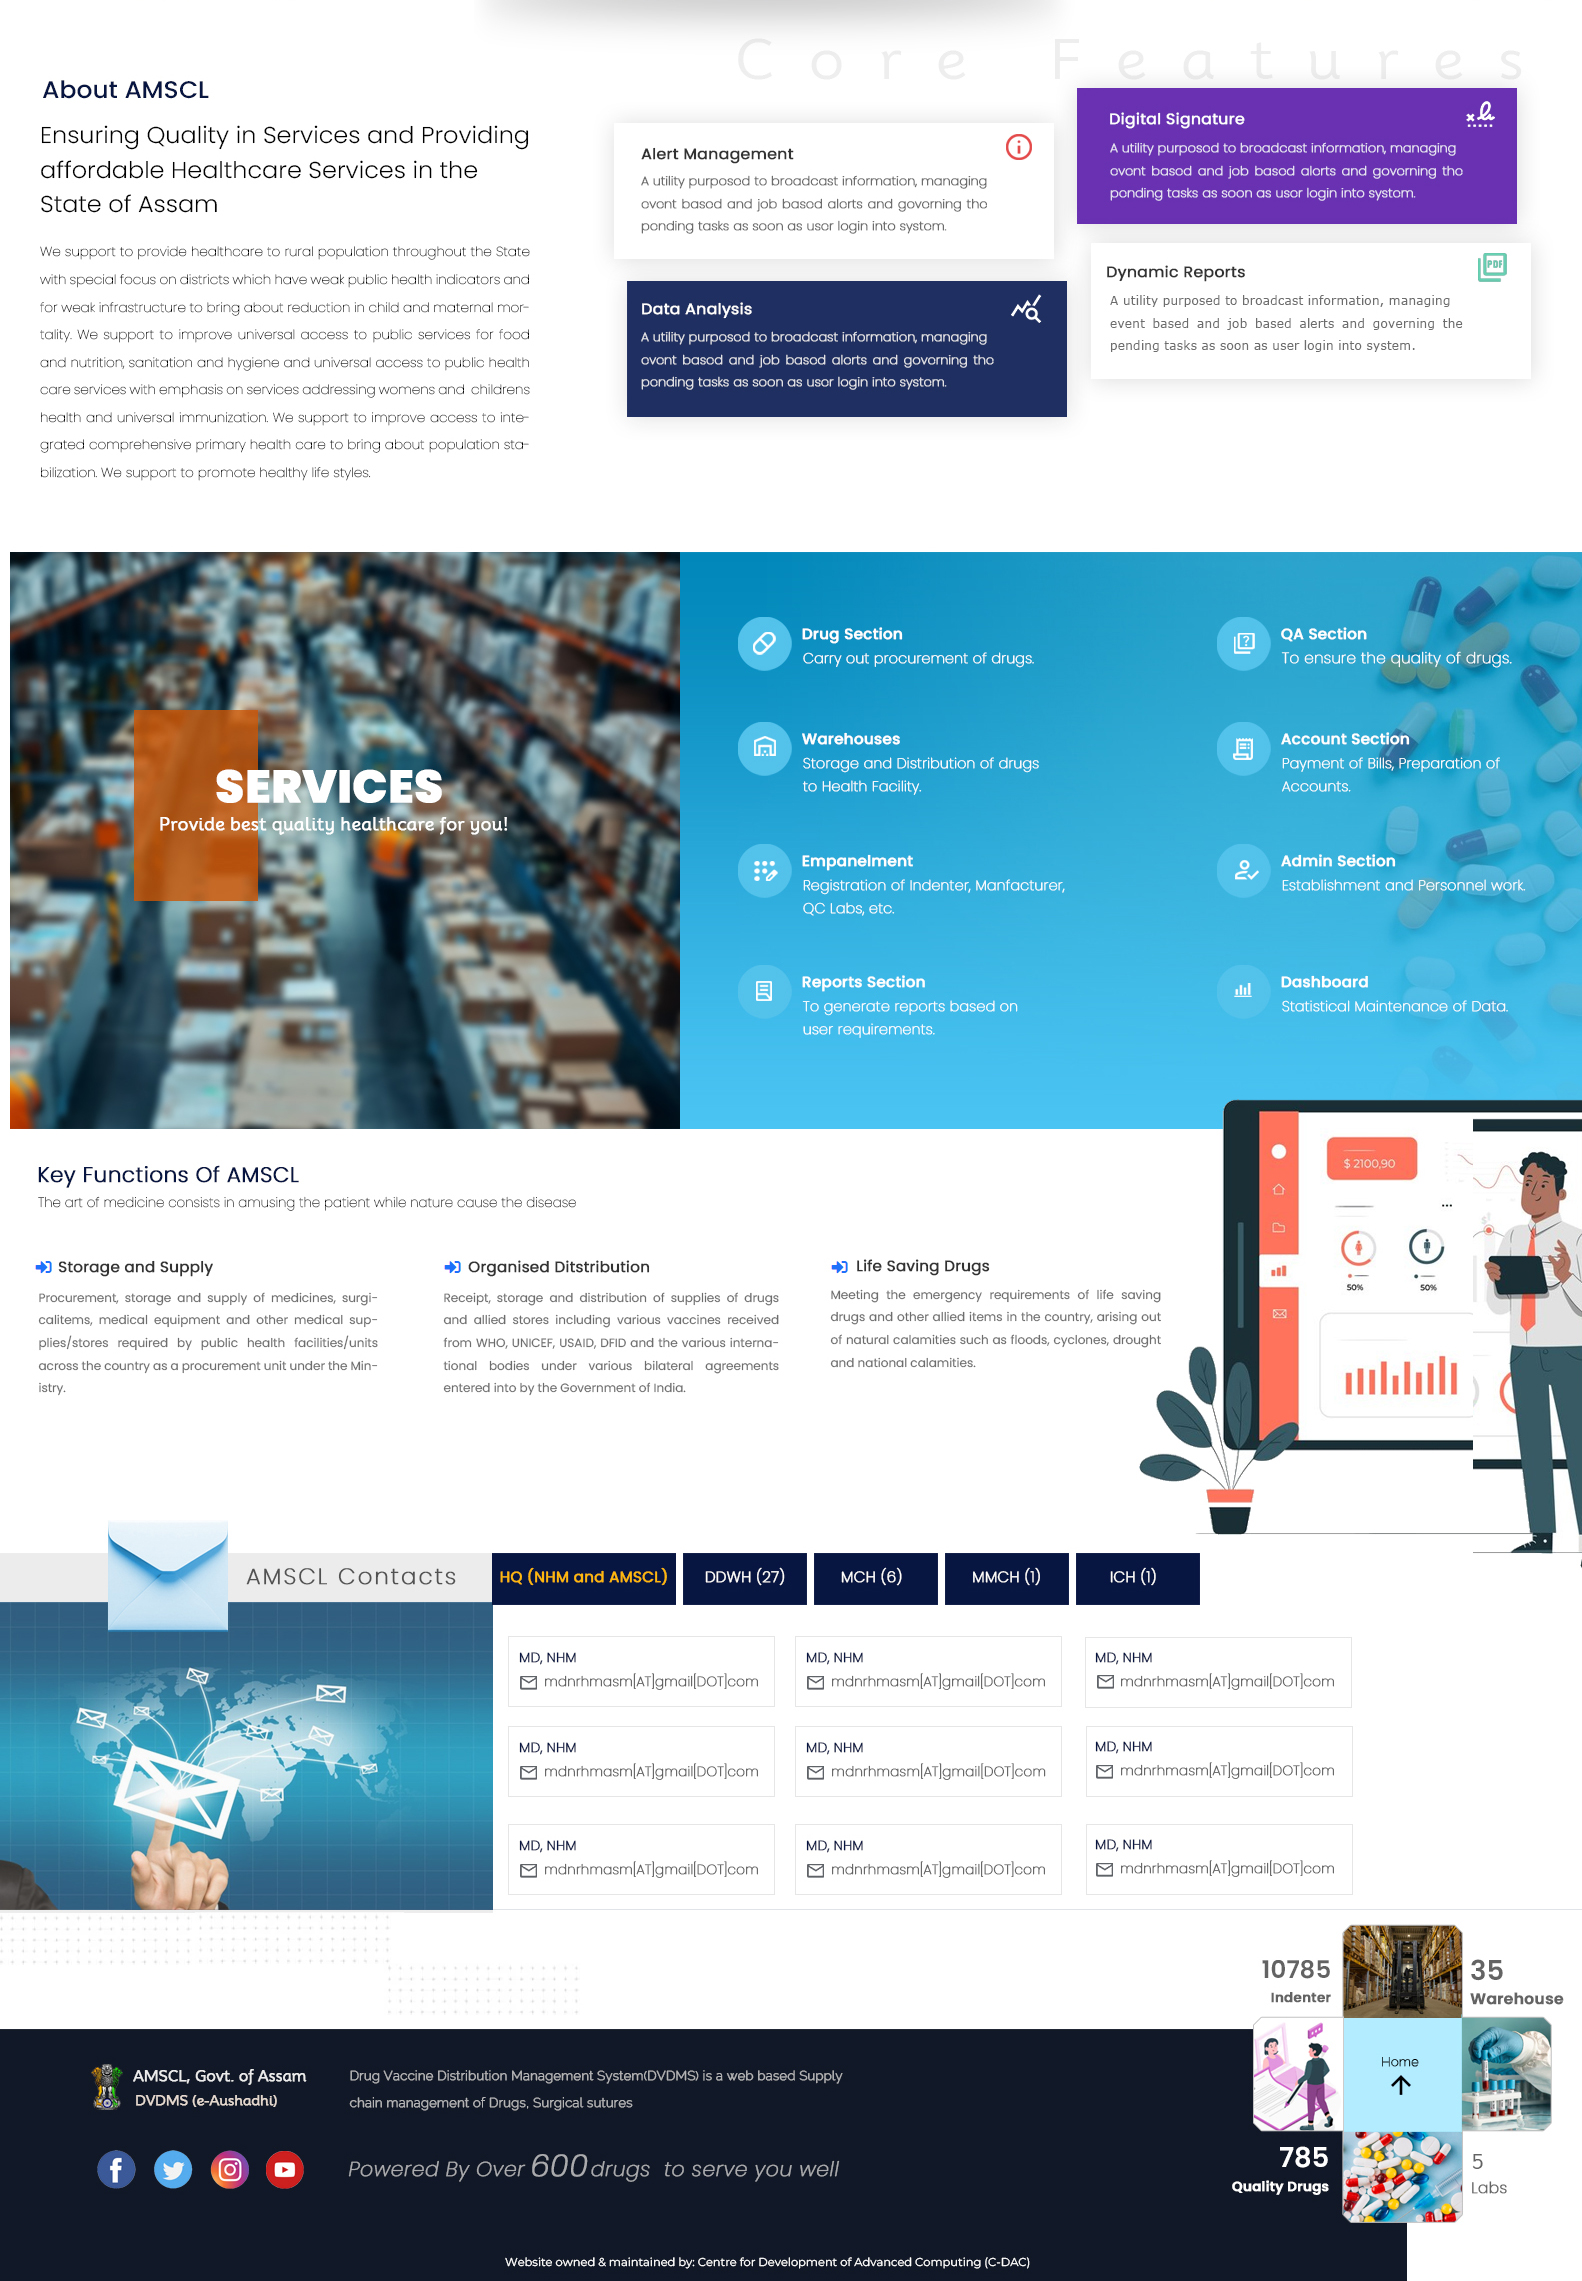 Core Features
About AMSCL
Ensuring Quality in Services and Providing
affordable Healthcare Services in the
State of Assam
We support to provide healthcare to rural population throughout the State
with special focus on districts which have weak public health indicators and
for weak infrastructure to bring about reduction in child and maternal mor-
tality. We support to improve universal access to public services for food
and nutrition, sanitation and hygiene and universal access to public health
care services with emphasis on services addressing womens and childrens
health and universal immunization. We support to improve access to inte-
grated comprehensive primary health care to bring about population sta-
bilization. We support to promote healthy life styles.
Alert Management
A utility purposod to broadcast information, managing
ovont basod and job basod alorts and govorning tho
ponding tasks as soon as usor login into systom.
Digital Signature
A utility purposod to broadcast information, managing
ovont basod and job basod alorts and govorning tho
ponding tasks as soon as usor login into systom.
Data Analysis
A utility purposod to broadcast information, managing
ovont basod and job basod alorts and govorning tho
ponding tasks as soon as usor login into systom.
Dynamic Reports
PDF
A utility purposed to broadcast information, managing
event based and job based alerts and governing the
pending tasks as soon as user login into system.
SERVICES
Provide best quality healthcare for you!
Drug Section
Carry out procurement of drugs.
QA Section
To ensure the quality of drugs.
Warehouses
Storage and Distribution of drugs
to Health Facility.
Account Section
Payment of Bills, Preparation of
Accounts.
Empanelment
Registration of Indenter, Manfacturer,
QC Labs, etc.
Admin Section
Establishment and Personnel work.
Reports Section
To generate reports based on
user requirements.
Dashboard
Statistical Maintenance of Data.
Key Functions Of AMSCL
The art of medicine consists in amusing the patient while nature cause the disease
Storage and Supply
Procurement, storage and supply of medicines, surgi-
calitems, medical equipment and other medical sup-
plies/stores required by public health facilities/units
across the country as a procurement unit under the Min-
istry.
Organised Ditstribution
Receipt, storage and distribution of supplies of drugs
and allied stores including various vaccines received
from WHO, UNICEF, USAID, DFID and the various interna-
tional bodies under various bilateral agreements
entered into by the Government of India.
Life Saving Drugs
Meeting the emergency requirements of life saving
drugs and other allied items in the country, arising out
of natural calamities such as floods, cyclones, drought
and national calamities.
$ 2100,90
50% 50%
AMSCL Contacts
HQ (NHM and AMSCL) DDWH (27) MCH (6) MMCH (1) ICH (1)
MD, NHM MD, NHM MD, NHM
mdnrhmasm[AT]gmail[DOT]com mdnrhmasm[AT]gmail[DOT]com mdnrhmasm[AT]gmail[DOT]com
MD, NHM MD, NHM MD, NHM
mdnrhmasm[AT]gmail[DOT]com mdnrhmasm[AT]gmail[DOT]com mdnrhmasm[AT]gmail[DOT]com
MD, NHM MD, NHM MD, NHM
mdnrhmasm[AT]gmail[DOT]com mdnrhmasm[AT]gmail[DOT]com mdnrhmasm[AT]gmail[DOT]com
10785
Indenter
35
Warehouse
Home
785
Quality Drugs
5
Labs
AMSCL, Govt. of Assam
DVDMS (e-Aushadhi)
Drug Vaccine Distribution Management System(DVDMS) is a web based Supply
chain management of Drugs, Surgical sutures
Powered By Over 600 drugs to serve you well
Website owned & maintained by: Centre for Development of Advanced Computing (C-DAC)